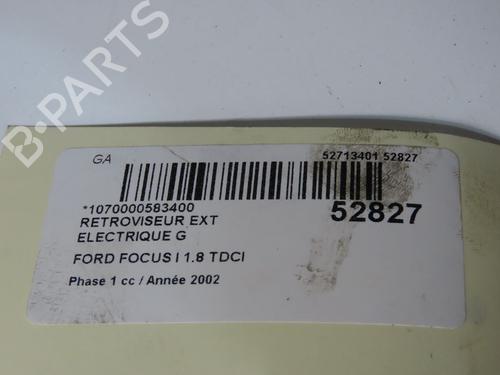 B-PARTS
GA
52713401 52827
*1070000583400
52827
RETROVISEUR EXT
ELECTRIQUE G
FORD FOCUS I 1.8 TDCI
Phase 1 cc / Année 2002